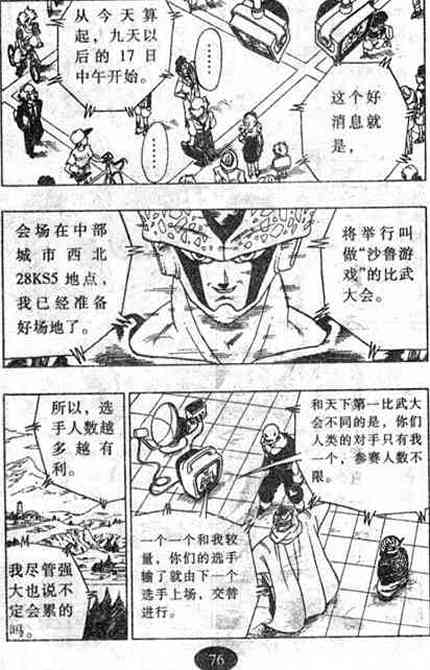 这个好
消息就
是，
……
从今天算
起，九天以
后的17日
中午开始。
……
将举行叫
做“沙鲁游
戏”的比武
大会。
会场在中部
城市西北
28KS5地点，
我已经准备
好场地了。
和天下第一比武大
会不同的是，你们
人类的对手只有我
一个，参赛人数不
限。
一个一个和我较
量，你们的选手
输了就由下一个
选手上场，交替
进行。
所以，选
手人数越
多越有
利。
我尽管强
大也说不
定会累的
吗。
76